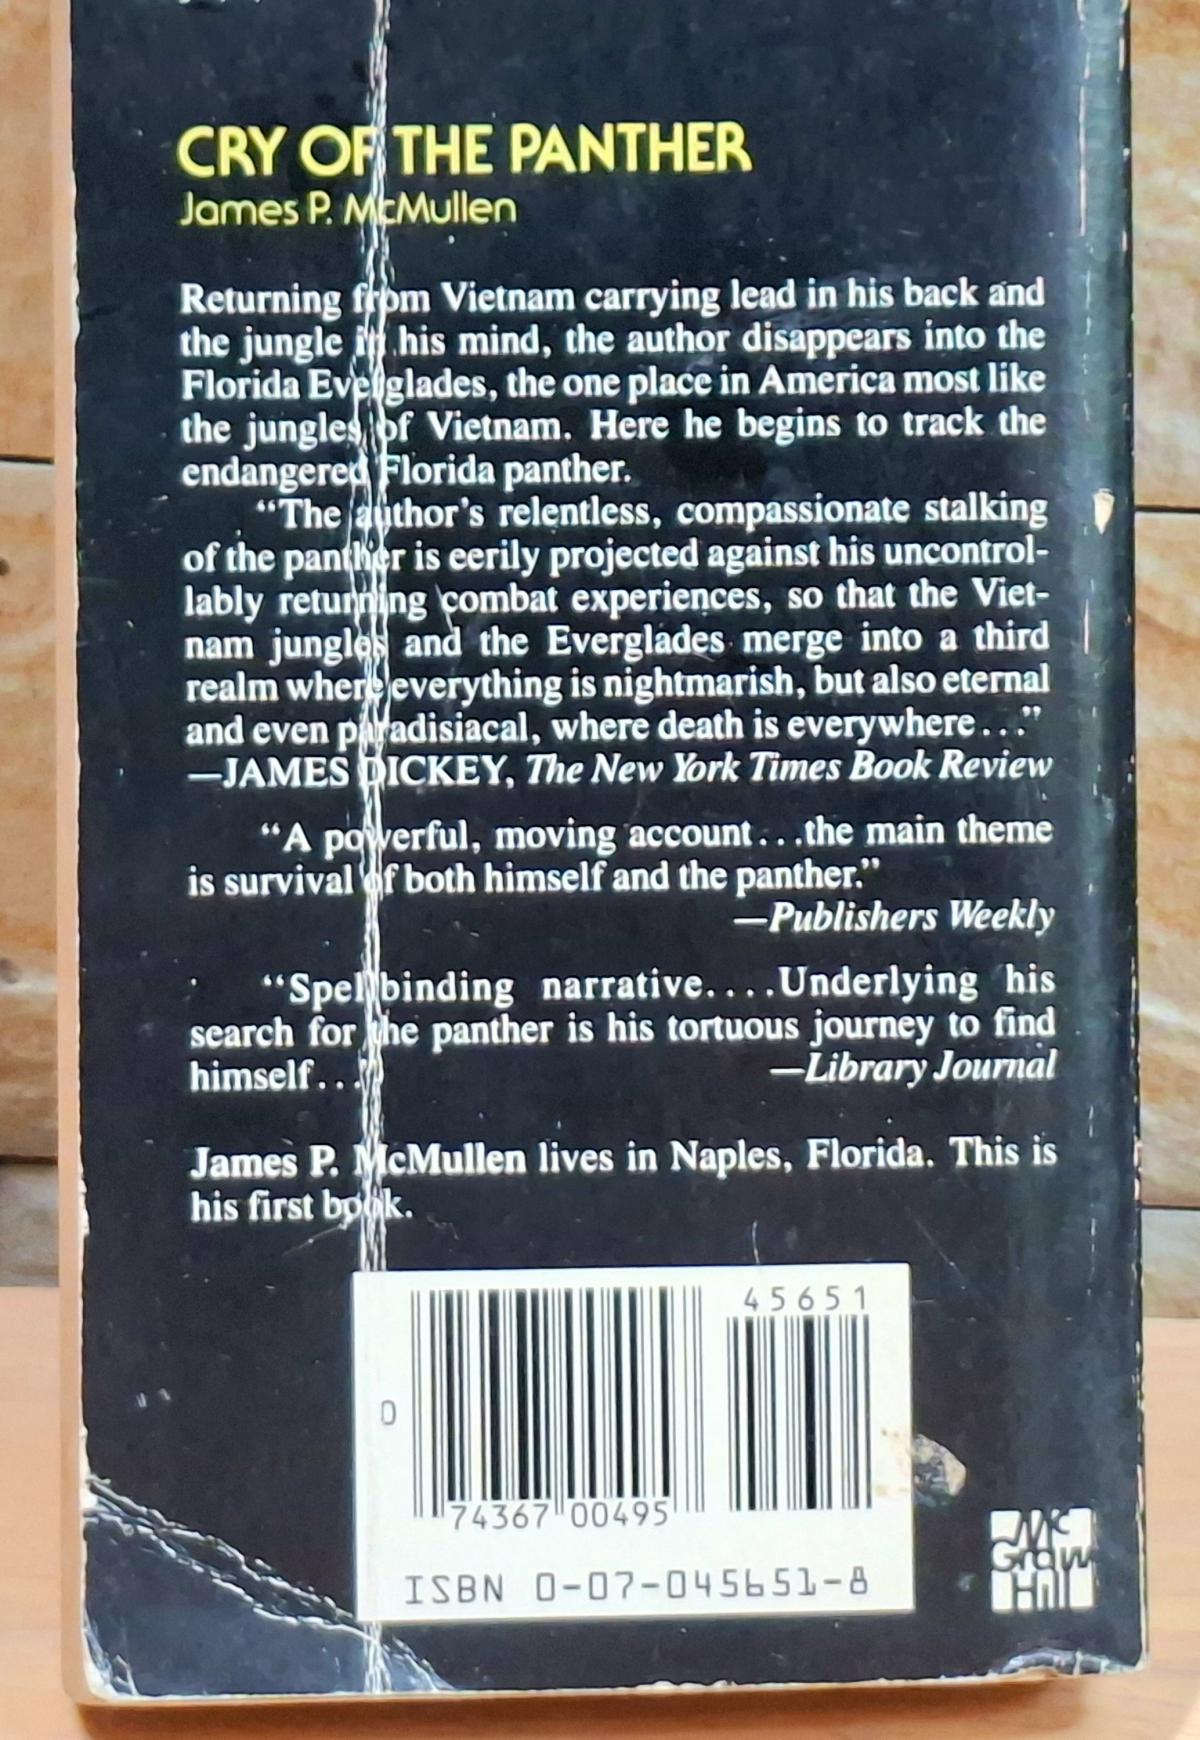 CRY OF THE PANTHER
James P. McMullen
Returning from Vietnam carrying lead in his back and
the jungle in his mind, the author disappears into the
Florida Everglades, the one place in America most like
the jungles of Vietnam. Here he begins to track the
endangered Florida panther.
“The author’s relentless, compassionate stalking
of the panther is eerily projected against his uncontrol-
lably returning combat experiences, so that the Viet-
nam jungles and the Everglades merge into a third
realm where everything is nightmarish, but also eternal
and even paradisiacal, where death is everywhere...”
—JAMES DICKEY, The New York Times Book Review
“A powerful, moving account...the main theme
is survival of both himself and the panther.”
—Publishers Weekly
“Spellbinding narrative....Underlying his
search for the panther is his tortuous journey to find
himself...” —Library Journal
James P. McMullen lives in Naples, Florida. This is
his first book.
45651
0
74367 00495
ISBN 0-07-045651-8
Mc
Graw
Hill